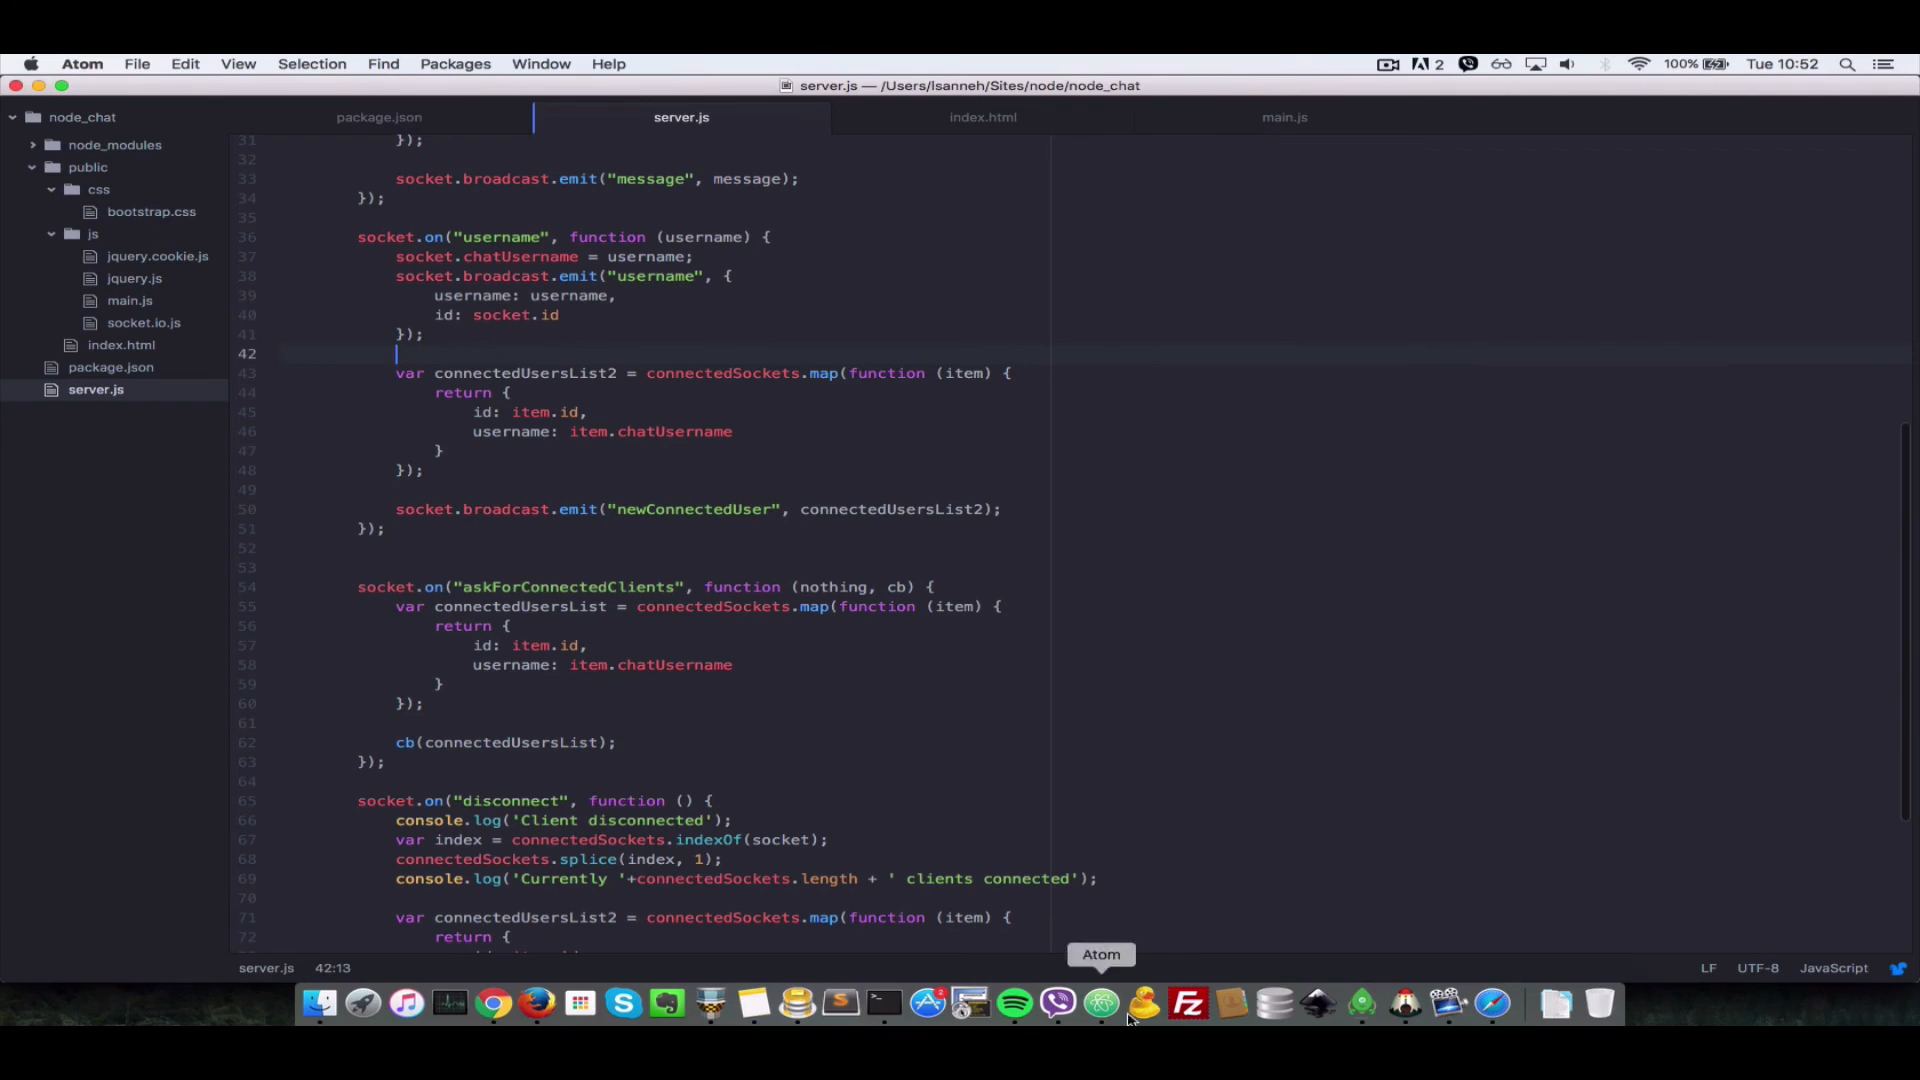 Atom File Edit View Selection Find Packages Window Help 2 100% Tue 10:52
server.js — /Users/lsanneh/Sites/node/node_chat
node_chat
node_modules
public
css
bootstrap.css
js
jquery.cookie.js
jquery.js
main.js
socket.io.js
index.html
package.json
server.js
package.json server.js index.html main.js
31 });
32
33 socket.broadcast.emit("message", message);
34 });
35
36 socket.on("username", function (username) {
37 socket.chatUsername = username;
38 socket.broadcast.emit("username", {
39 username: username,
40 id: socket.id
41 });
42
43 var connectedUsersList2 = connectedSockets.map(function (item) {
44 return {
45 id: item.id,
46 username: item.chatUsername
47 }
48 });
49
50 socket.broadcast.emit("newConnectedUser", connectedUsersList2);
51 });
52
53
54 socket.on("askForConnectedClients", function (nothing, cb) {
55 var connectedUsersList = connectedSockets.map(function (item) {
56 return {
57 id: item.id,
58 username: item.chatUsername
59 }
60 });
61
62 cb(connectedUsersList);
63 });
64
65 socket.on("disconnect", function () {
66 console.log('Client disconnected');
67 var index = connectedSockets.indexOf(socket);
68 connectedSockets.splice(index, 1);
69 console.log('Currently '+connectedSockets.length + ' clients connected');
70
71 var connectedUsersList2 = connectedSockets.map(function (item) {
72 return {
Atom
server.js 42:13 LF UTF-8 JavaScript